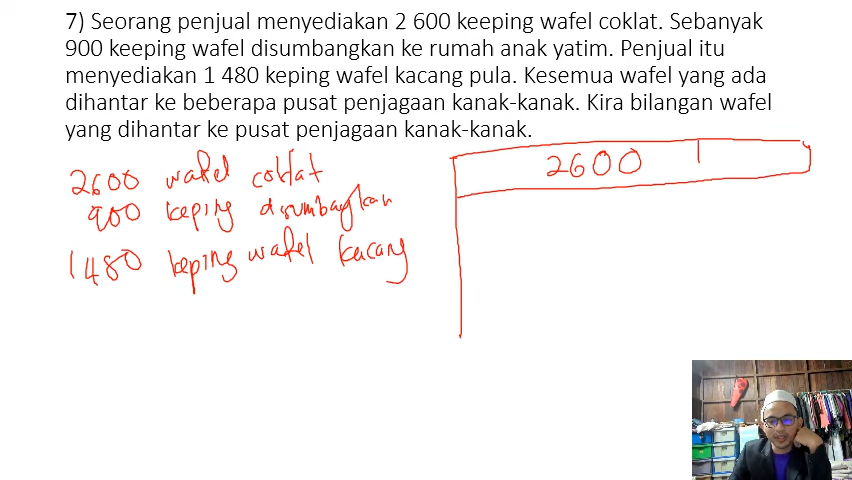 7) Seorang penjual menyediakan 2 600 keeping wafel coklat. Sebanyak
900 keeping wafel disumbangkan ke rumah anak yatim. Penjual itu
menyediakan 1 480 keping wafel kacang pula. Kesemua wafel yang ada
dihantar ke beberapa pusat penjagaan kanak-kanak. Kira bilangan wafel
yang dihantar ke pusat penjagaan kanak-kanak.
2600 wafel coklat
2600
900 keping disumbangkan
1480 keping wafel kacang